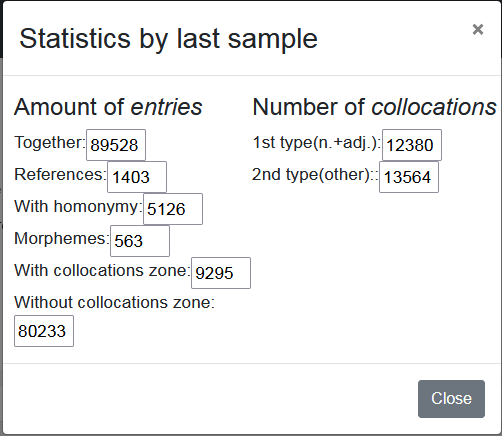 Statistics by last sample
×
Amount of entries
Together: 89528
References: 1403
With homonymy: 5126
Morphemes: 563
With collocations zone: 9295
Without collocations zone:
80233
Number of collocations
1st type(n.+adj.): 12380
2nd type(other):: 13564
Close